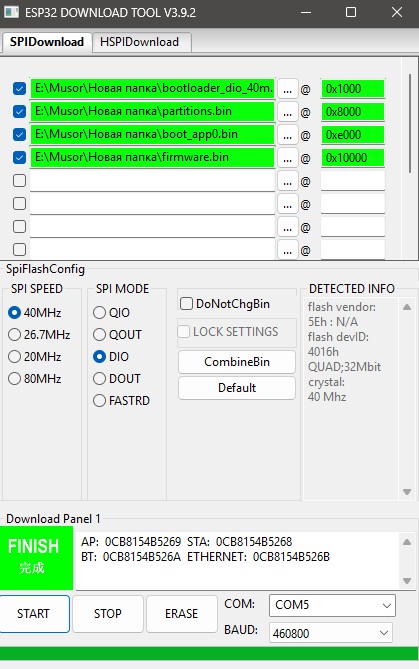 ESP32 DOWNLOAD TOOL V3.9.2
SPIDownload HSPIDownload
E:\Musor\Новая папка\bootloader_dio_40m. ... @ 0x1000
E:\Musor\Новая папка\partitions.bin ... @ 0x8000
E:\Musor\Новая папка\boot_app0.bin ... @ 0xe000
E:\Musor\Новая папка\firmware.bin ... @ 0x10000
... @
... @
... @
... @
SpiFlashConfig
SPI SPEED
40MHz
26.7MHz
20MHz
80MHz
SPI MODE
QIO
QOUT
DIO
DOUT
FASTRD
DoNotChgBin
LOCK SETTINGS
CombineBin
Default
DETECTED INFO
flash vendor:
5Eh : N/A
flash devID:
4016h
QUAD;32Mbit
crystal:
40 Mhz
Download Panel 1
FINISH
完成
AP: 0CB8154B5269 STA: 0CB8154B5268
BT: 0CB8154B526A ETHERNET: 0CB8154B526B
START STOP ERASE
COM: COM5
BAUD: 460800